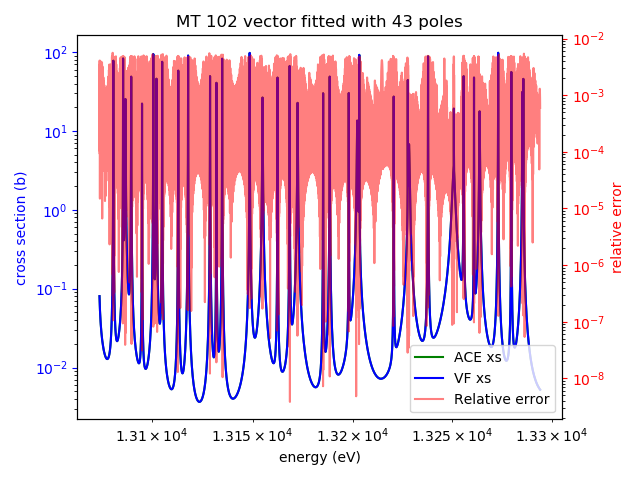 MT 102 vector fitted with 43 poles
cross section (b)
10²
10¹
10⁰
10⁻¹
10⁻²
10⁻²
10⁻³
10⁻⁴
10⁻⁵
10⁻⁶
10⁻⁷
10⁻⁸
relative error
ACE xs
VF xs
Relative error
1.31×10⁴ 1.315×10⁴ 1.32×10⁴ 1.325×10⁴ 1.33×10⁴
energy (eV)